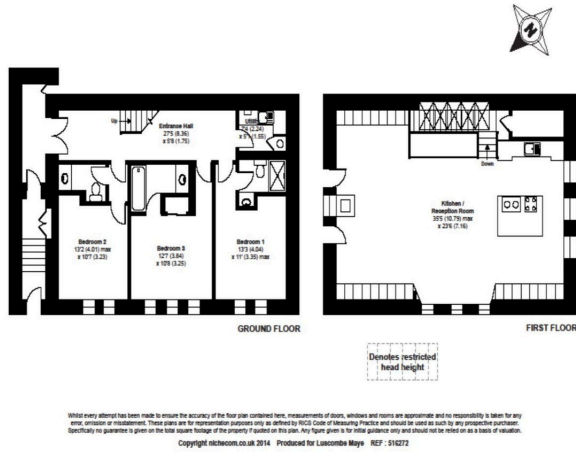 N
Up
Entrance Hall
27'5 (8.36)
x 5'9 (1.75)
Utility
7'4 (2.24)
x 5'1 (1.55)
Bedroom 2
13'2 (4.01) max
x 10'7 (3.23)
Bedroom 3
12'7 (3.84)
x 10'8 (3.25)
Bedroom 1
13'3 (4.04)
x 11' (3.35) max
GROUND FLOOR
Down
Kitchen /
Reception Room
35'5 (10.79) max
x 23'6 (7.16)
FIRST FLOOR
Denotes restricted
head height
Whilst every attempt has been made to ensure the accuracy of the floor plan contained here, measurements of doors, windows and rooms are approximate and no responsibility is taken for any
error, omission or misstatement. These plans are for representation purposes only as defined by RICS Code of Measuring Practice and should be used as such by any prospective purchaser.
Specifically no guarantee is given on the total square footage of the property if quoted on this plan. Any figure given is for initial guidance only and should not be relied on as a basis of valuation.
Copyright nichecom.co.uk 2014 Produced for Luscombe Maye REF : 516272